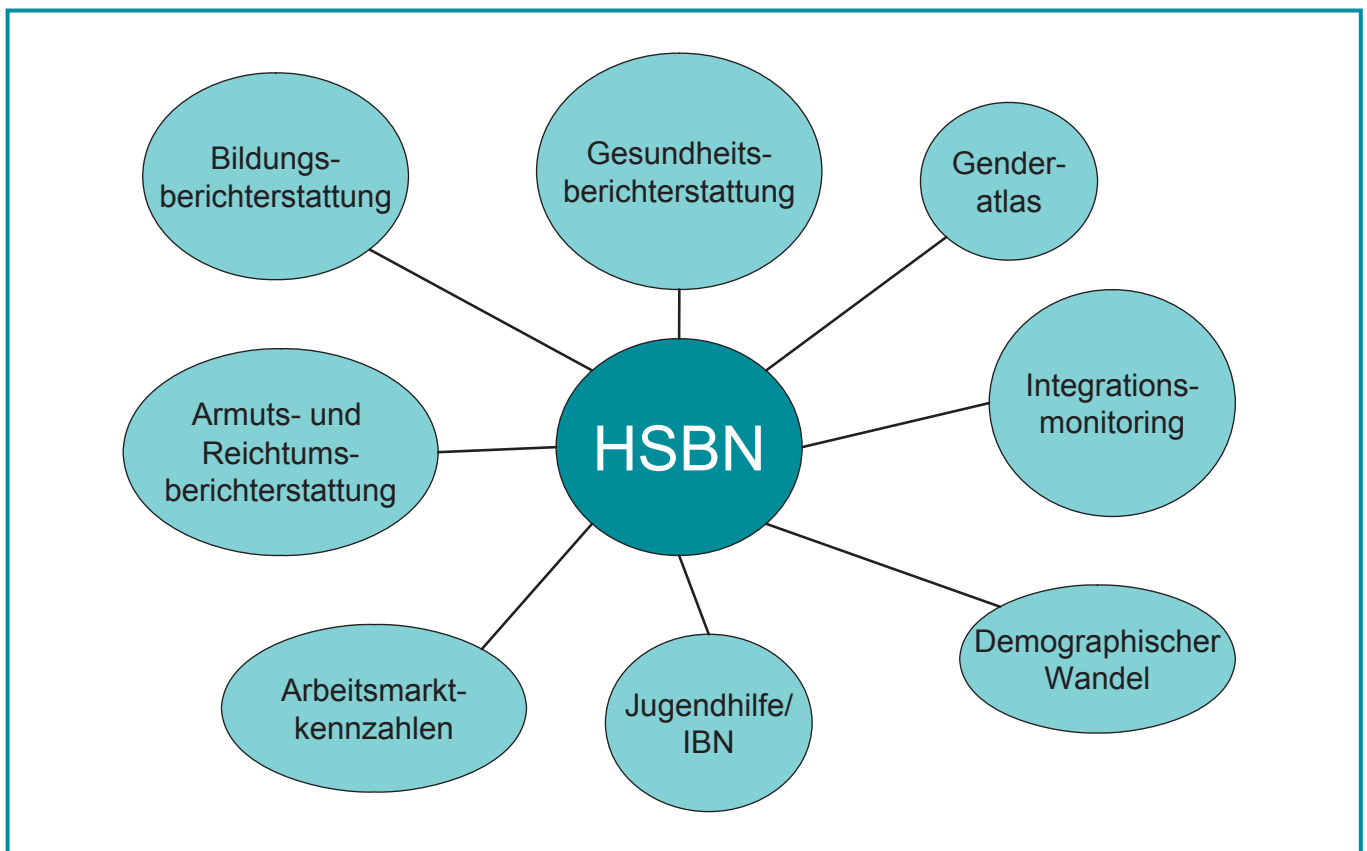 Bildungs-
berichterstattung
Gesundheits-
berichterstattung
Gender-
atlas
Armuts- und
Reichtums-
berichterstattung
HSBN
Integrations-
monitoring
Arbeitsmarkt-
kennzahlen
Jugendhilfe/
IBN
Demographischer
Wandel